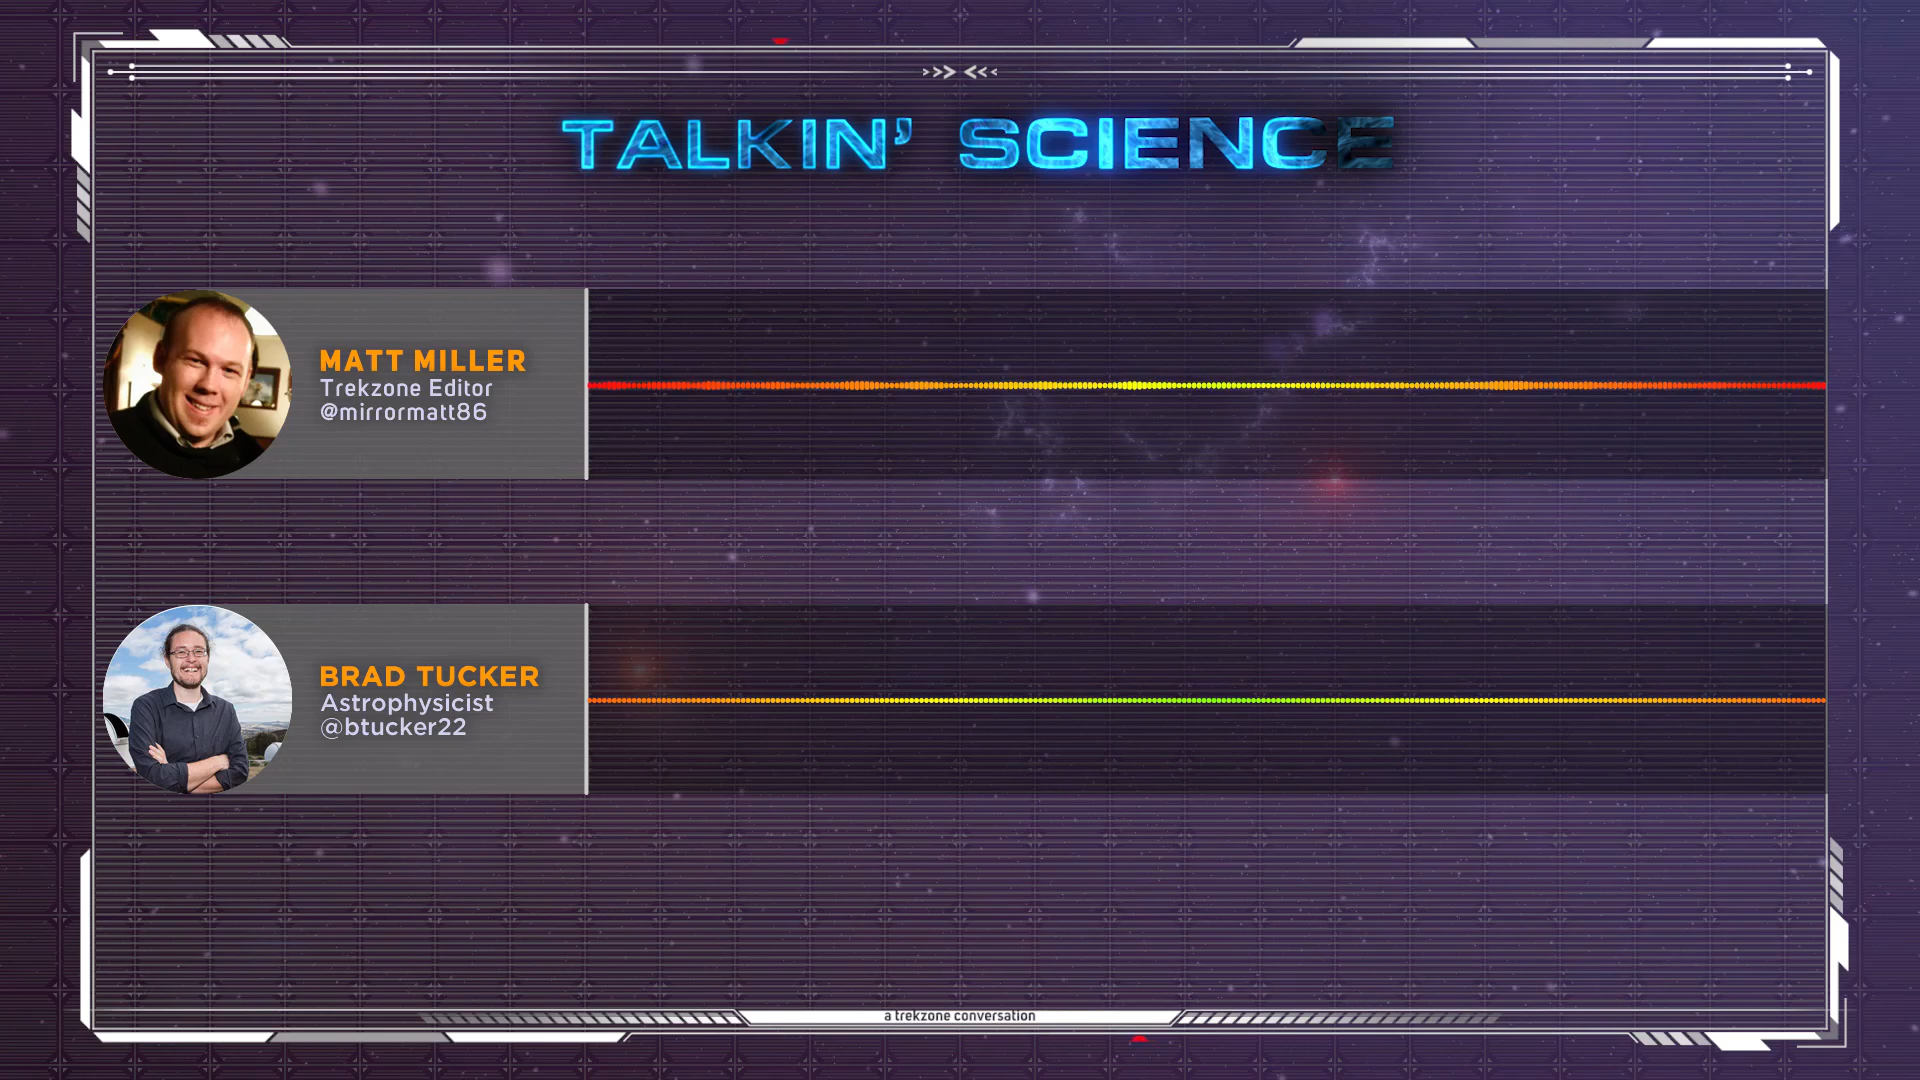 TALKIN' SCIENCE
MATT MILLER
Trekzone Editor
@mirrormatt86
BRAD TUCKER
Astrophysicist
@btucker22
a trekzone conversation